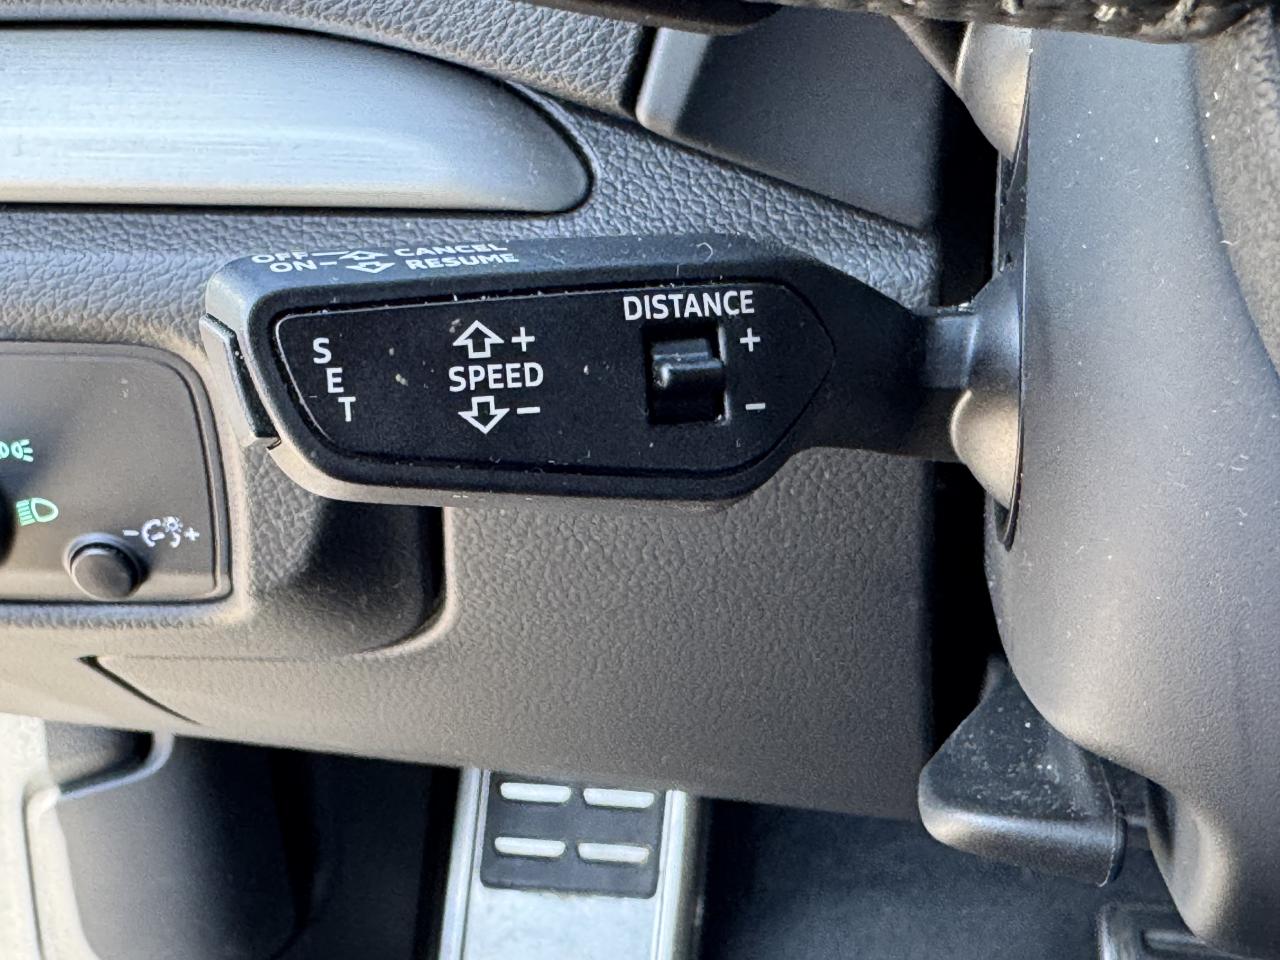 OFF CANCEL
ON RESUME
DISTANCE
+
−
SET
+
SPEED
−
− +